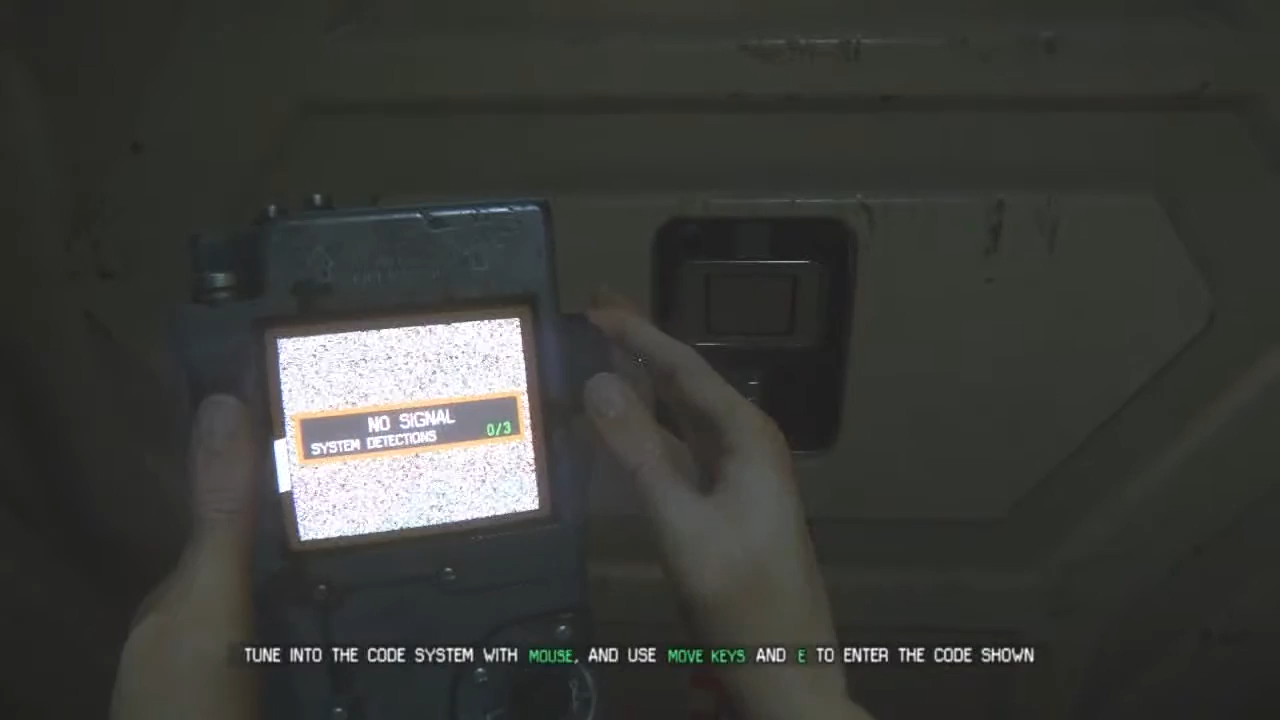 NO SIGNAL
SYSTEM DETECTIONS 0/3
TUNE INTO THE CODE SYSTEM WITH MOUSE, AND USE MOVE KEYS AND E TO ENTER THE CODE SHOWN